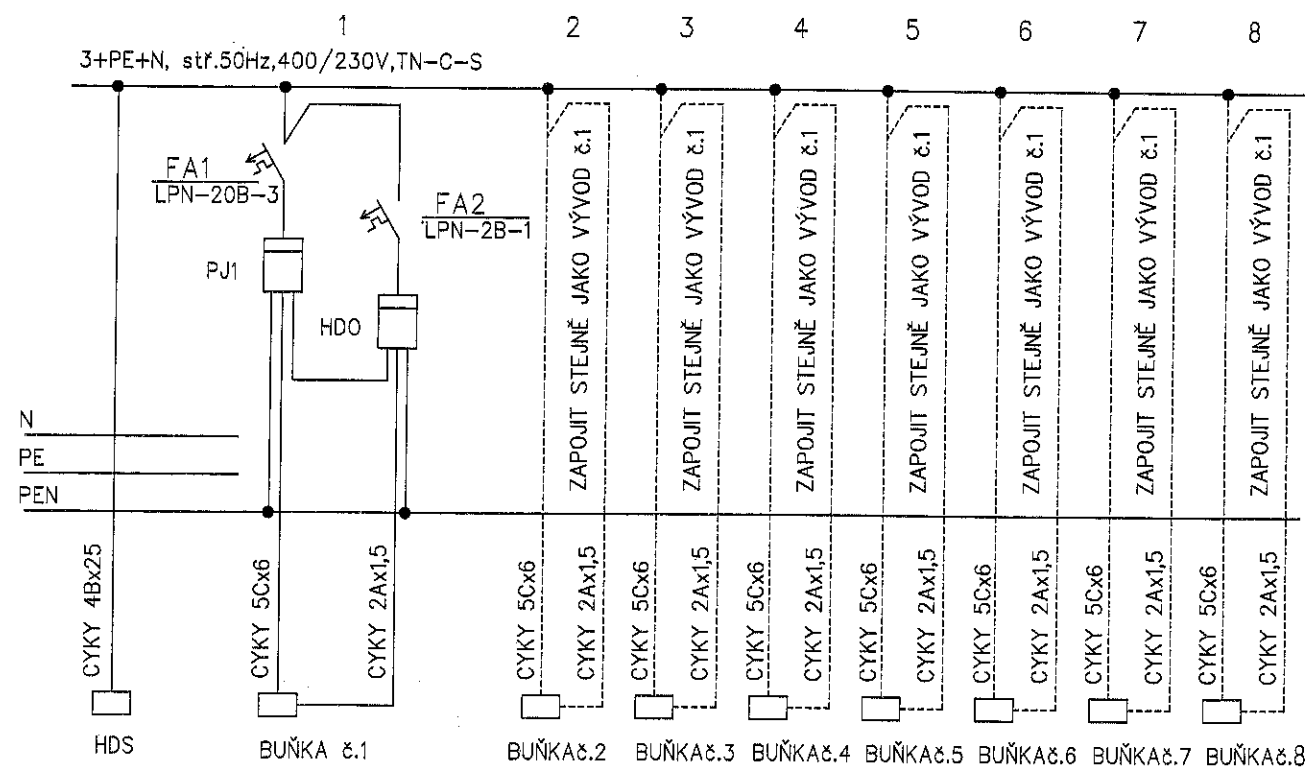 1 2 3 4 5 6 7 8
3+PE+N, stř.50Hz,400/230V,TN-C-S
FA1
LPN-20B-3
FA2
LPN-2B-1
PJ1
HDO
ZAPOJIT STEJNĚ JAKO VÝVOD č.1
ZAPOJIT STEJNĚ JAKO VÝVOD č.1
ZAPOJIT STEJNĚ JAKO VÝVOD č.1
ZAPOJIT STEJNĚ JAKO VÝVOD č.1
ZAPOJIT STEJNĚ JAKO VÝVOD č.1
ZAPOJIT STEJNĚ JAKO VÝVOD č.1
ZAPOJIT STEJNĚ JAKO VÝVOD č.1
N
PE
PEN
CYKY 4Bx25
CYKY 5Cx6
CYKY 2Ax1,5
CYKY 5Cx6
CYKY 2Ax1,5
CYKY 5Cx6
CYKY 2Ax1,5
CYKY 5Cx6
CYKY 2Ax1,5
CYKY 5Cx6
CYKY 2Ax1,5
CYKY 5Cx6
CYKY 2Ax1,5
CYKY 5Cx6
CYKY 2Ax1,5
CYKY 5Cx6
CYKY 2Ax1,5
HDS
BUŇKA č.1
BUŇKAč.2
BUŇKAč.3
BUŇKAč.4
BUŇKAč.5
BUŇKAč.6
BUŇKAč.7
BUŇKAč.8